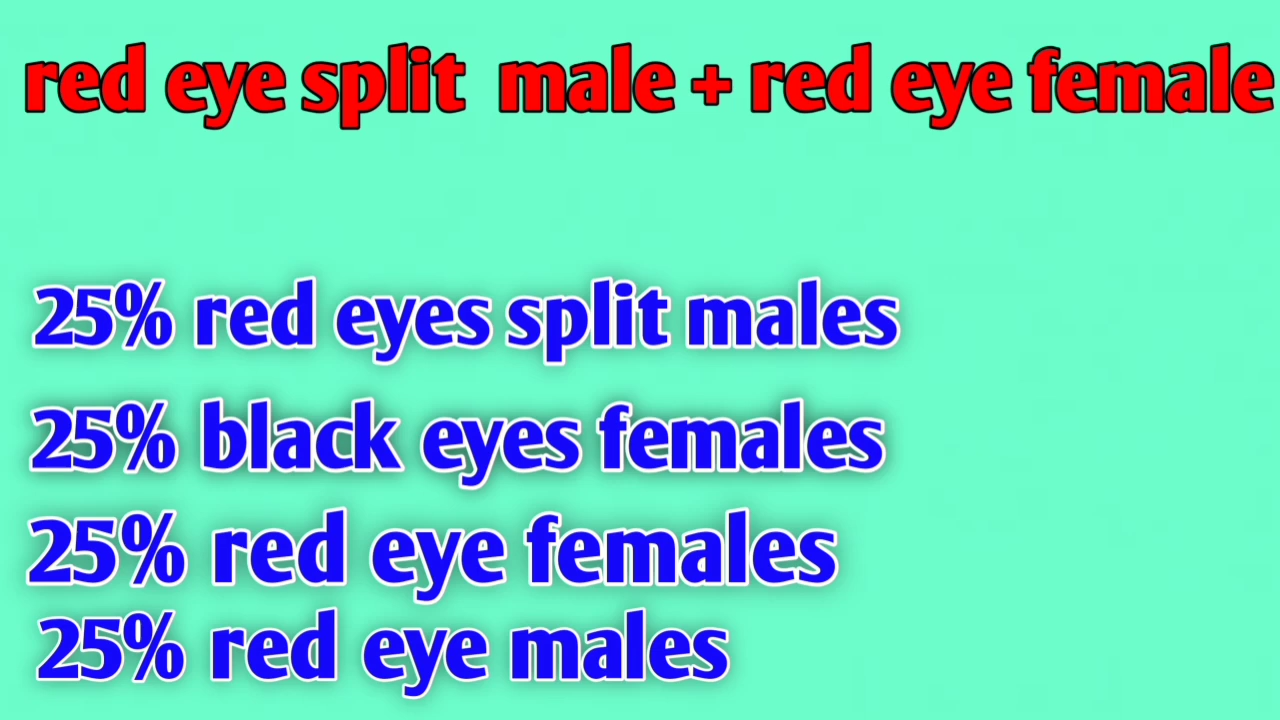 red eye split male + red eye female
25% red eyes split males
25% black eyes females
25% red eye females
25% red eye males